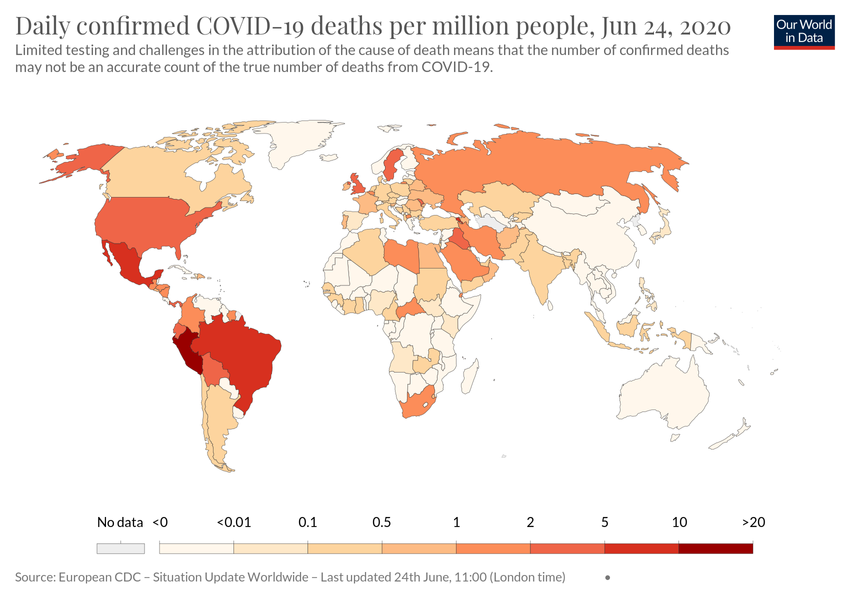 Daily confirmed COVID-19 deaths per million people, Jun 24, 2020
Our World
in Data
Limited testing and challenges in the attribution of the cause of death means that the number of confirmed deaths
may not be an accurate count of the true number of deaths from COVID-19.
No data <0 <0.01 0.1 0.5 1 2 5 10 >20
Source: European CDC – Situation Update Worldwide – Last updated 24th June, 11:00 (London time) •